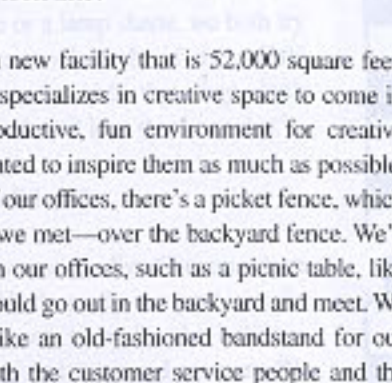 new facility that is 52,000 square fee
specializes in creative space to come i
oductive, fun environment for creativ
nted to inspire them as much as possible
our offices, there's a picket fence, whic
we met—over the backyard fence. We'
n our offices, such as a picnic table, lik
ould go out in the backyard and meet. W
ike an old-fashioned bandstand for ou
th the customer service people and th